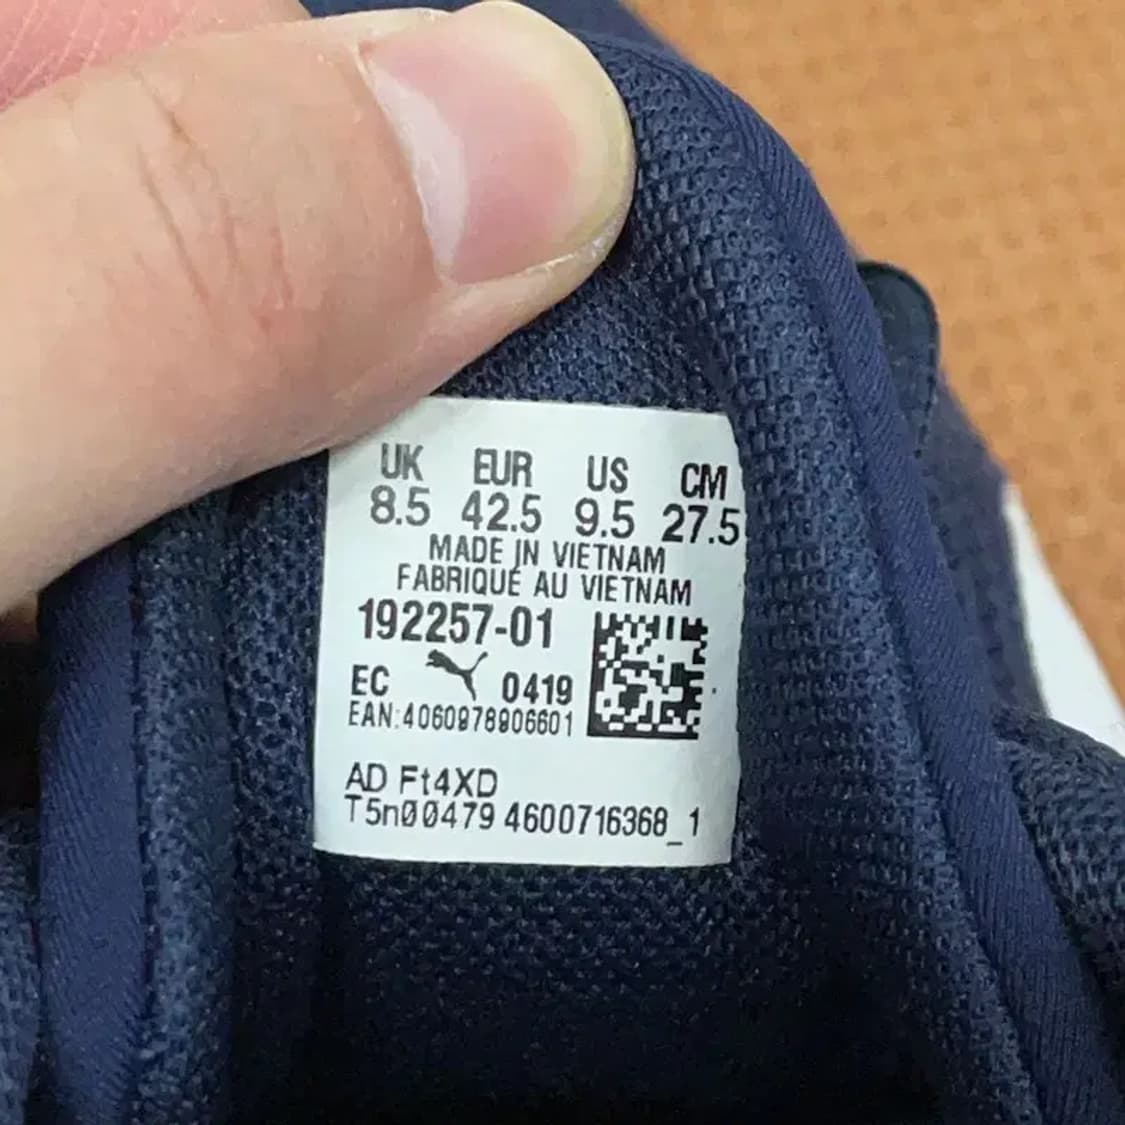 UK EUR US CM
8.5 42.5 9.5 27.5
MADE IN VIETNAM
FABRIQUÉ AU VIETNAM
192257-01
EC 0419
EAN:4060978906601
AD Ft4XD
T5n00479 4600716368_1